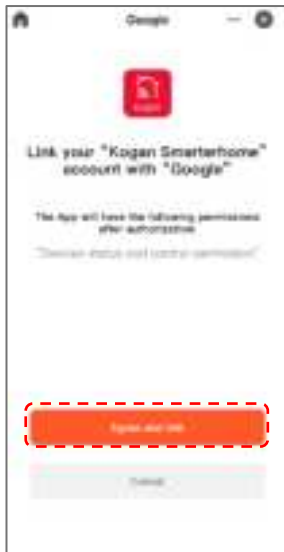 Google
Link your "Kogan Smarterhome"
account with "Google"
The App will have the following permissions
after authorization
"Devices status and control permission"
Agree and link
Cancel